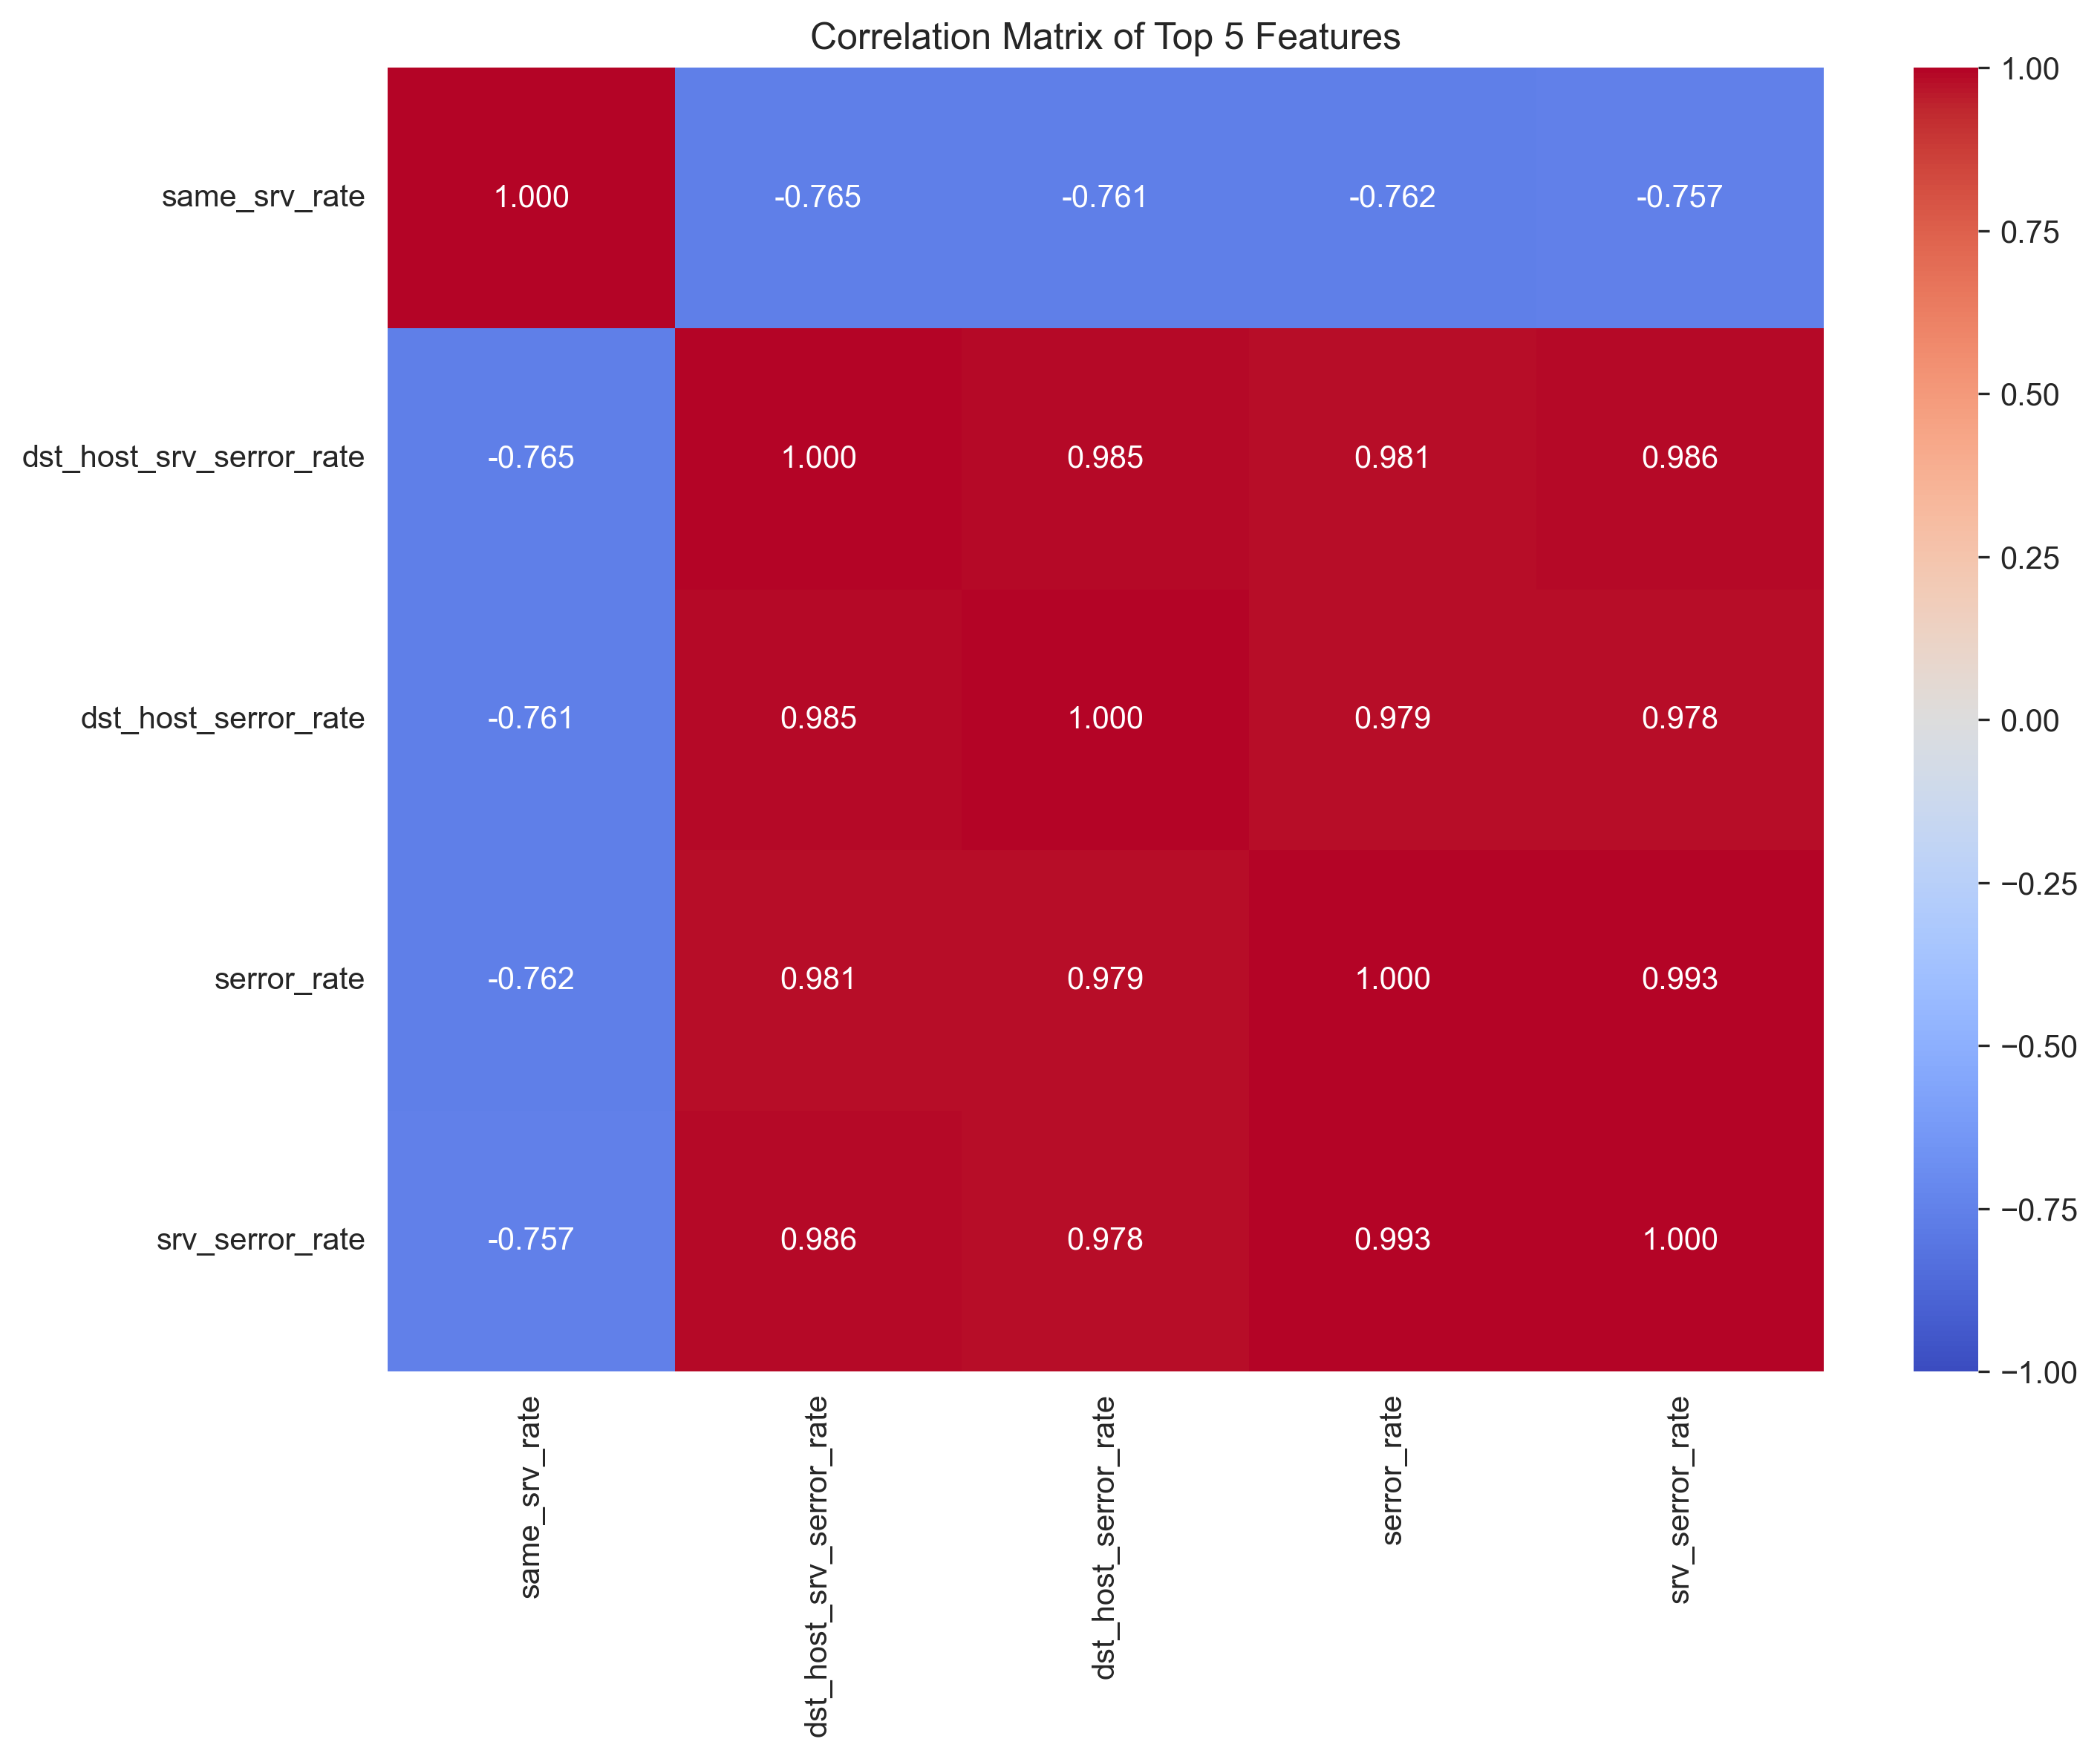 Correlation Matrix of Top 5 Features
same_srv_rate 1.000 -0.765 -0.761 -0.762 -0.757
dst_host_srv_serror_rate -0.765 1.000 0.985 0.981 0.986
dst_host_serror_rate -0.761 0.985 1.000 0.979 0.978
serror_rate -0.762 0.981 0.979 1.000 0.993
srv_serror_rate -0.757 0.986 0.978 0.993 1.000
same_srv_rate
dst_host_srv_serror_rate
dst_host_serror_rate
serror_rate
srv_serror_rate
1.00
0.75
0.50
0.25
0.00
−0.25
−0.50
−0.75
−1.00